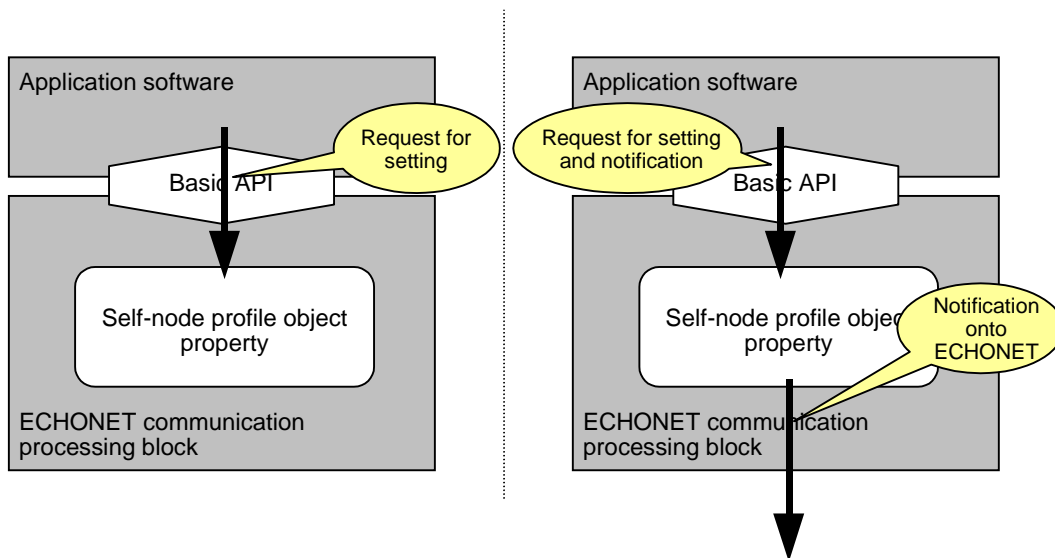 Application software
Request for
setting
Basic API
Self-node profile object
property
ECHONET communication
processing block
Application software
Request for setting
and notification
Basic API
Self-node profile objec
property
Notification
onto
ECHONET
ECHONET communication
processing block